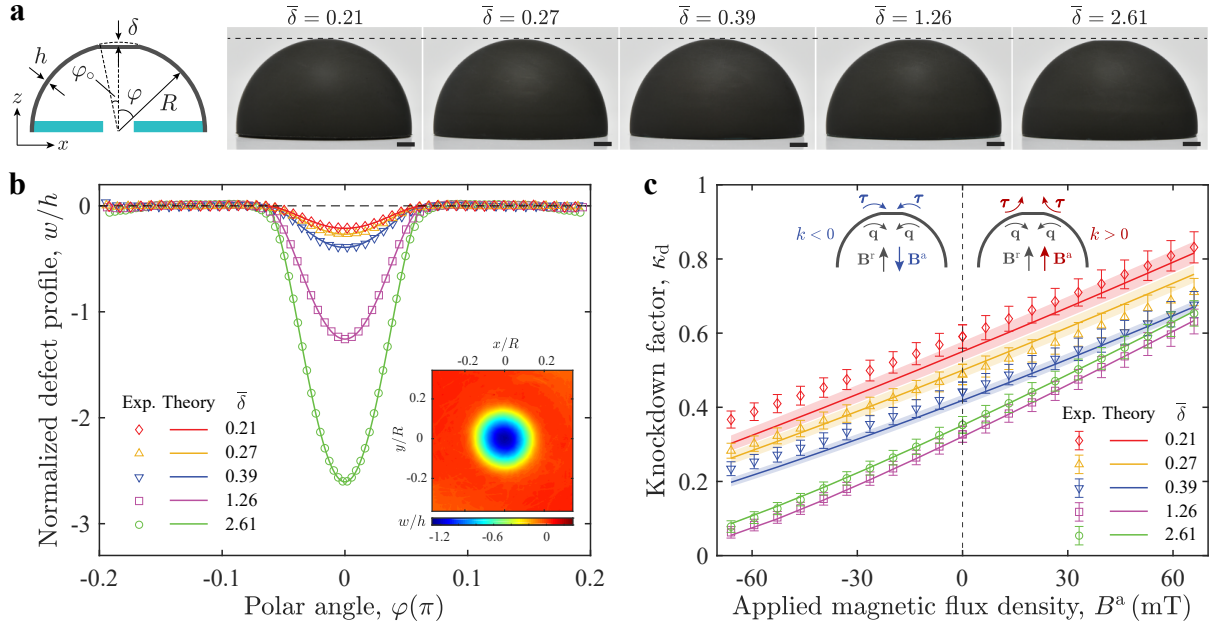 a
δ
h
φ∘
φ
R
z
x
δ̅ = 0.21
δ̅ = 0.27
δ̅ = 0.39
δ̅ = 1.26
δ̅ = 2.61
b
Normalized defect profile, w/h
0
-1
-2
-3
-0.2
-0.1
0
0.1
0.2
Polar angle, φ(π)
Exp. Theory δ̅
0.21
0.27
0.39
1.26
2.61
x/R
-0.2 0 0.2
y/R
0.2
0
-0.2
w/h
-1.2 -0.6 0
c
Knockdown factor, κd
1
0.8
0.6
0.4
0.2
0
-60
-30
0
30
60
Applied magnetic flux density, Bᵃ (mT)
τ τ
k < 0
q q
Bʳ Bᵃ
τ τ
k > 0
q q
Bʳ Bᵃ
Exp. Theory δ̅
0.21
0.27
0.39
1.26
2.61